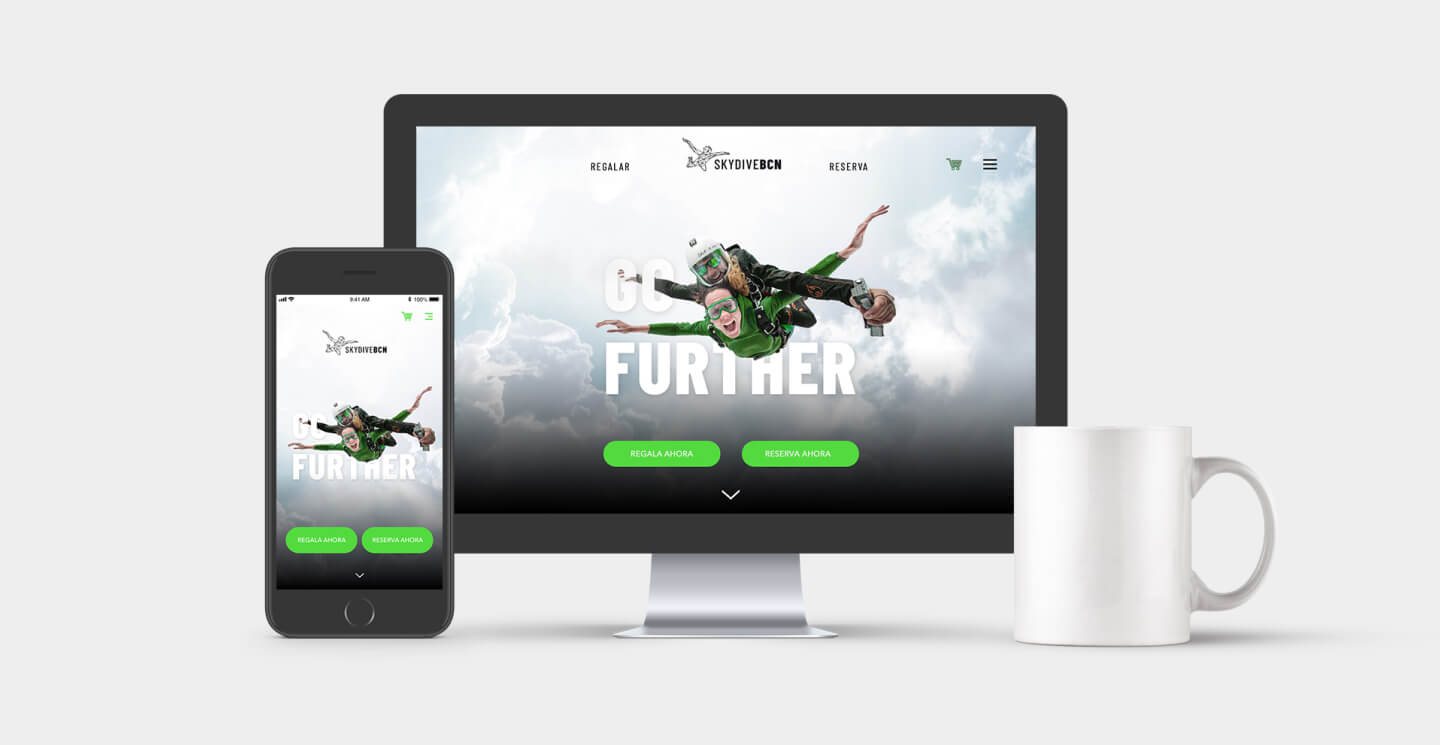 REGALAR
SKYDIVEBCN
RESERVA
GO
FURTHER
REGALA AHORA
RESERVA AHORA
9:41 AM
100%
SKYDIVEBCN
GO
FURTHER
REGALA AHORA
RESERVA AHORA